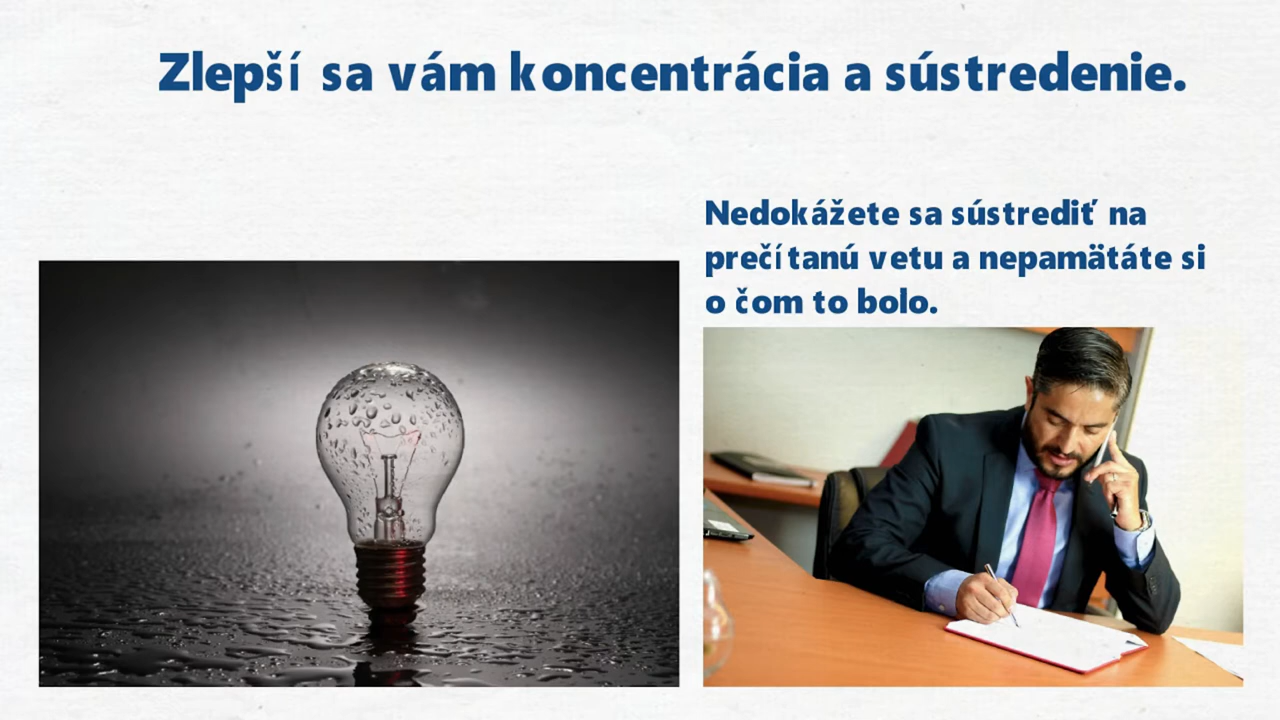 Zlepší sa vám koncentrácia a sústredenie.
Nedokážete sa sústrediť na
prečítanú vetu a nepamätáte si
o čom to bolo.